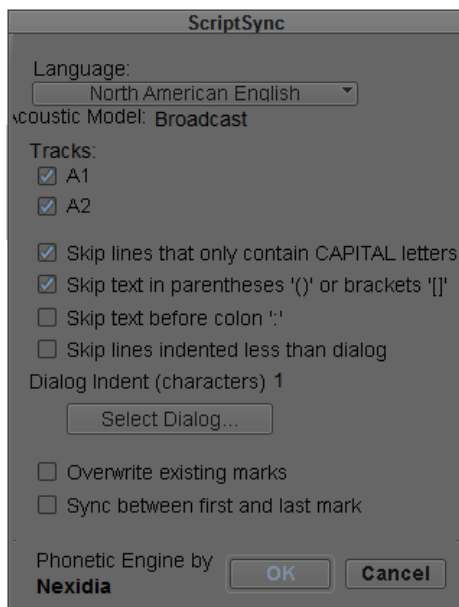 ScriptSync
Language:
North American English
Acoustic Model: Broadcast
Tracks:
A1
A2
Skip lines that only contain CAPITAL letters
Skip text in parentheses '()' or brackets '[]'
Skip text before colon ':'
Skip lines indented less than dialog
Dialog Indent (characters) 1
Select Dialog...
Overwrite existing marks
Sync between first and last mark
Phonetic Engine by
Nexidia
OK
Cancel